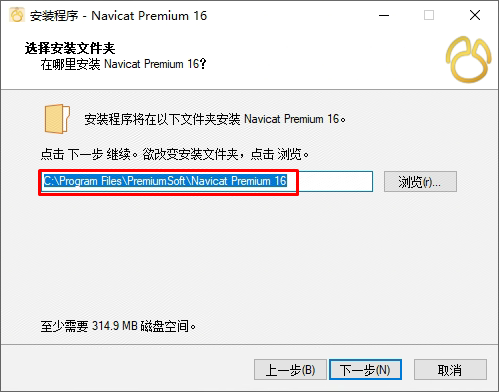 安装程序 - Navicat Premium 16
选择安装文件夹
在哪里安装 Navicat Premium 16?
安装程序将在以下文件夹安装 Navicat Premium 16。
点击 下一步 继续。欲改变安装文件夹，点击 浏览。
C:\Program Files\PremiumSoft\Navicat Premium 16
浏览(r)...
至少需要 314.9 MB 磁盘空间。
上一步(B)
下一步(N)
取消